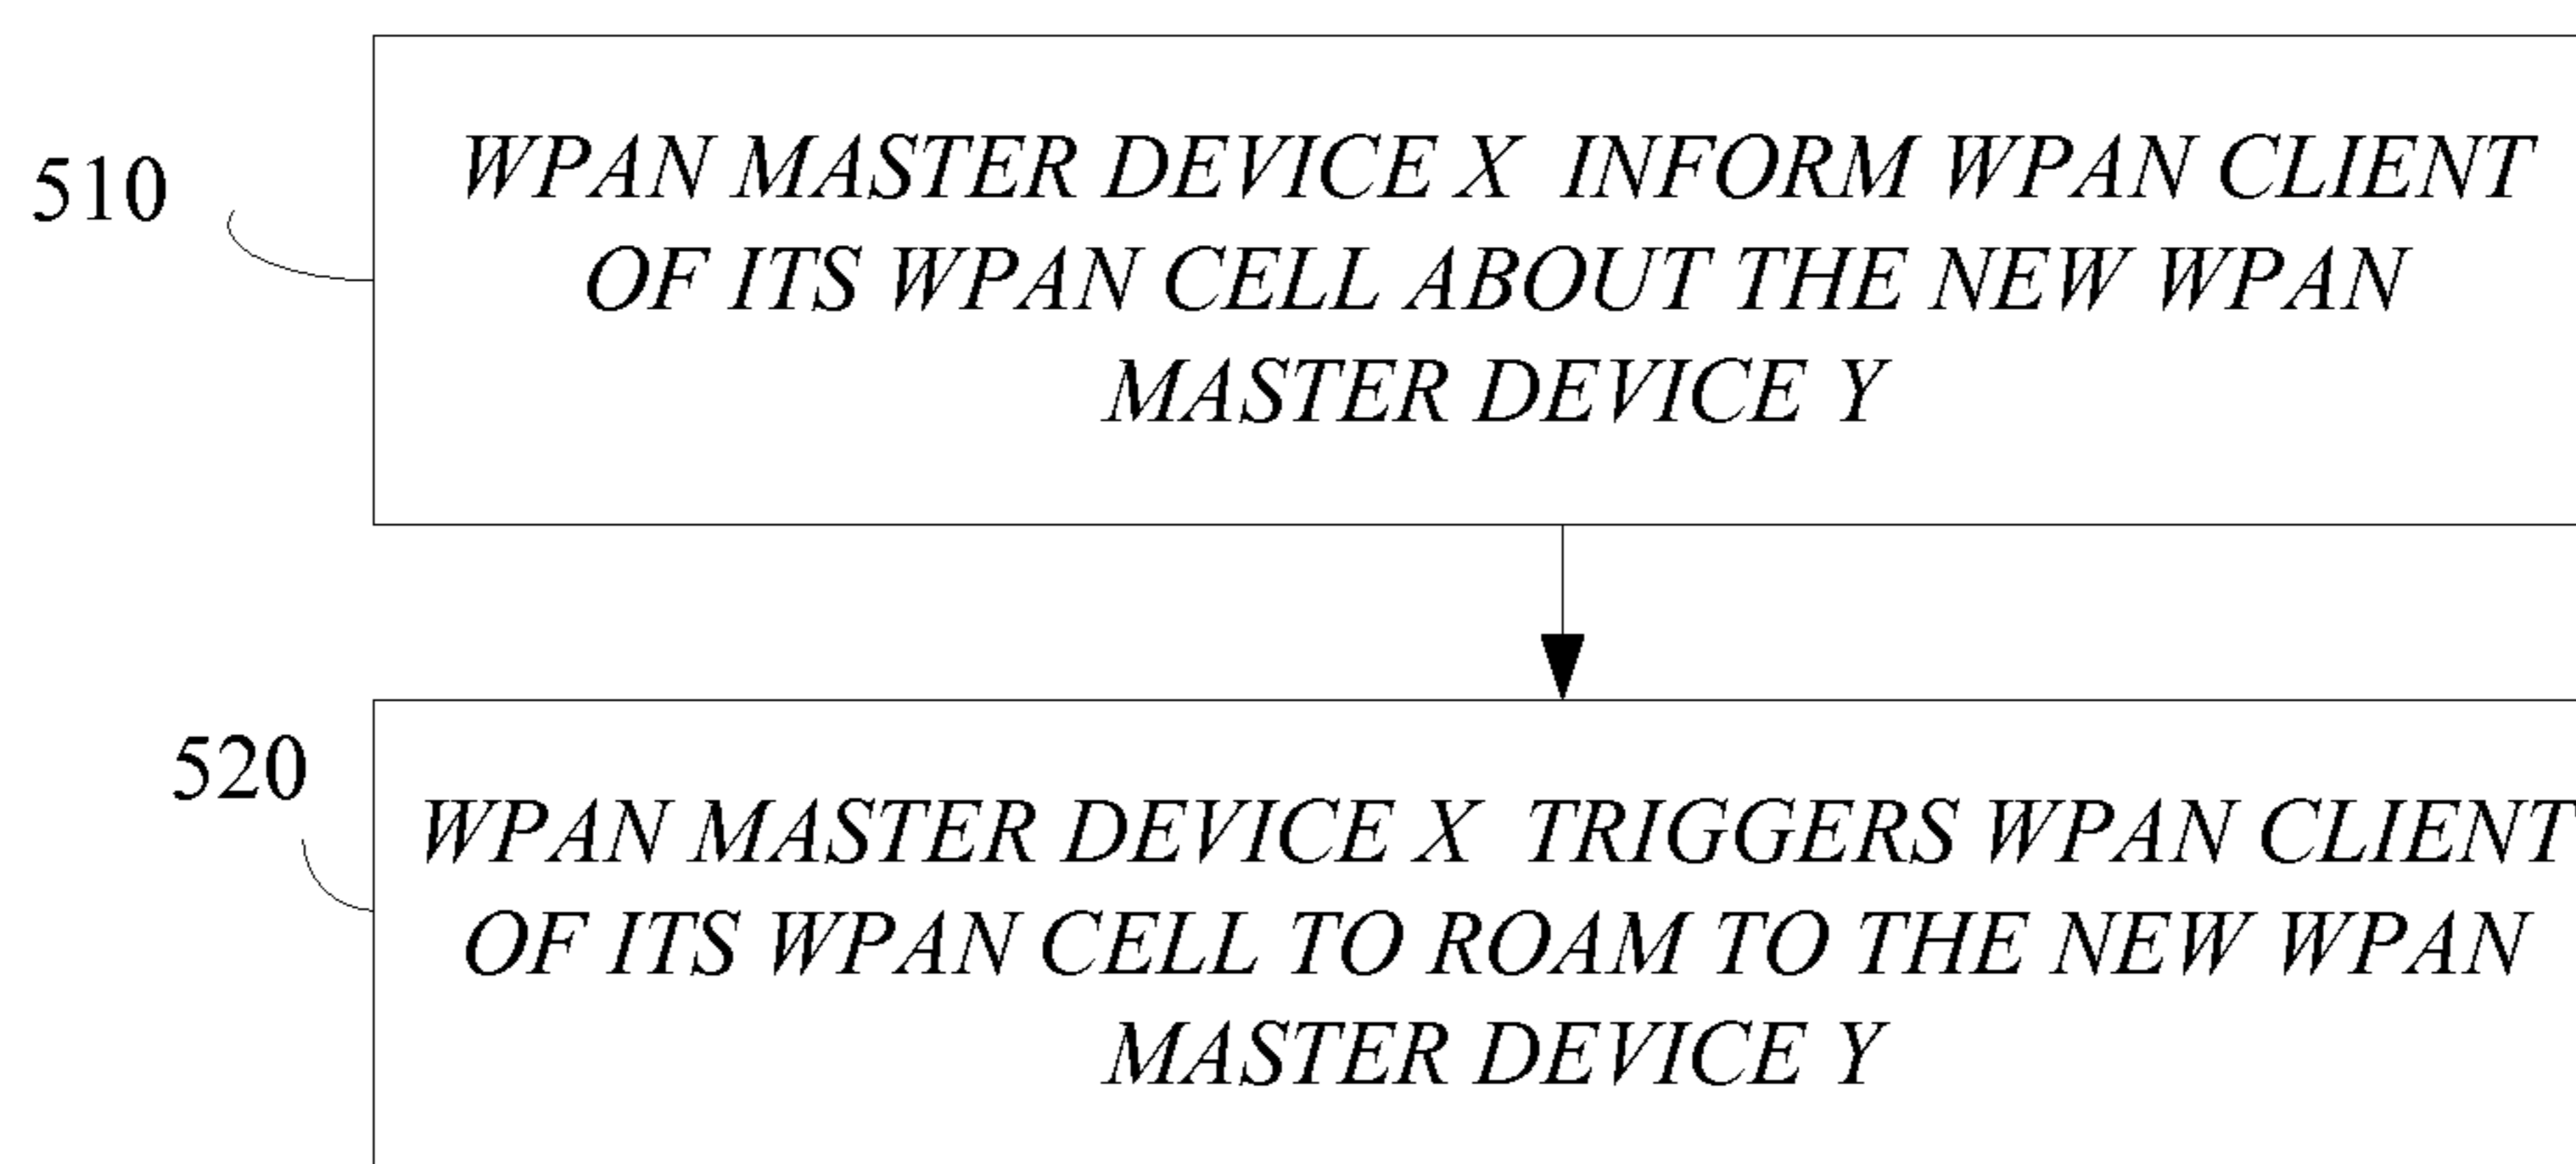 510
WPAN MASTER DEVICE X INFORM WPAN CLIENT
OF ITS WPAN CELL ABOUT THE NEW WPAN
MASTER DEVICE Y
520
WPAN MASTER DEVICE X TRIGGERS WPAN CLIENT
OF ITS WPAN CELL TO ROAM TO THE NEW WPAN
MASTER DEVICE Y